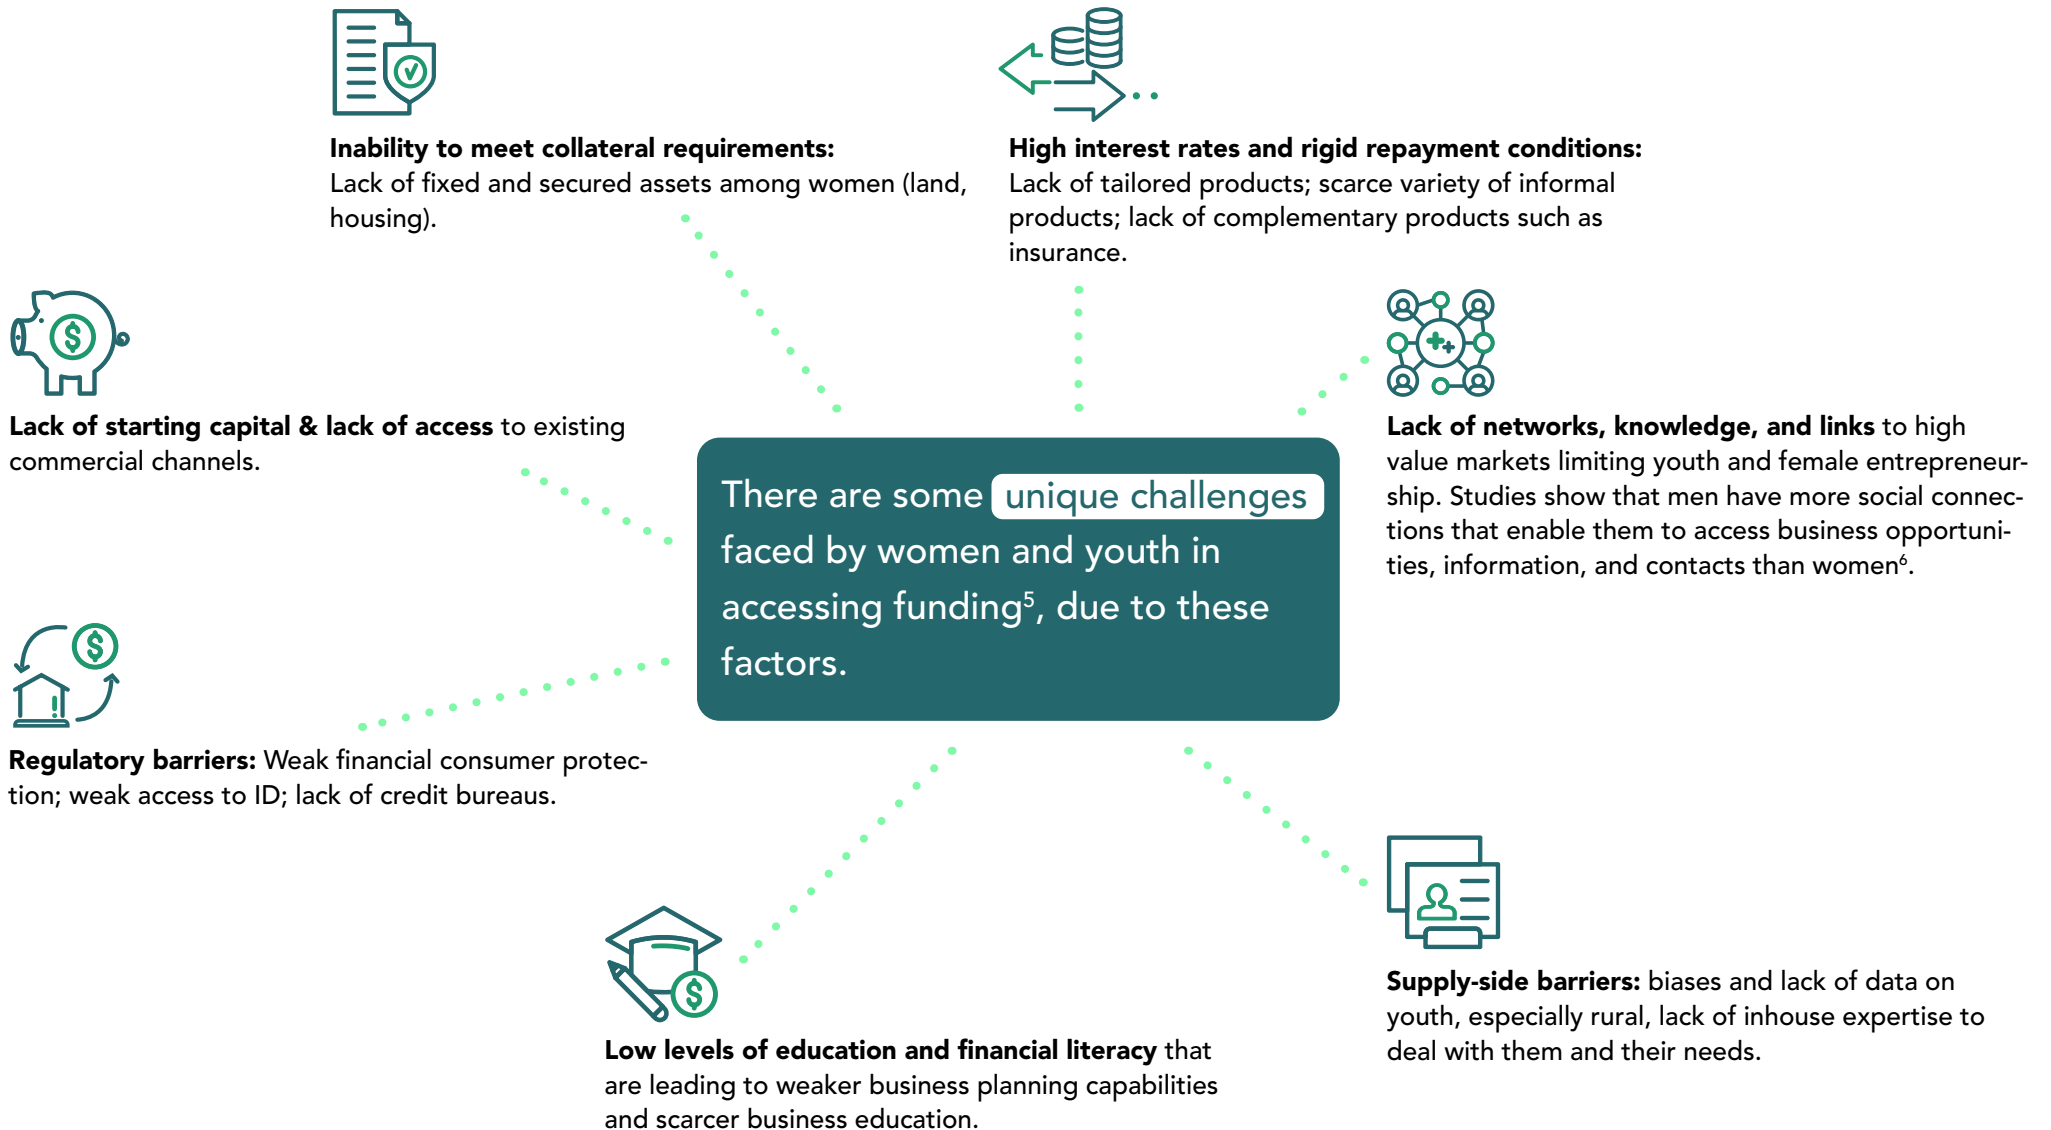 Inability to meet collateral requirements:
Lack of fixed and secured assets among women (land,
housing).
High interest rates and rigid repayment conditions:
Lack of tailored products; scarce variety of informal
products; lack of complementary products such as
insurance.
Lack of starting capital & lack of access to existing
commercial channels.
Lack of networks, knowledge, and links to high
value markets limiting youth and female entrepreneur-
ship. Studies show that men have more social connec-
tions that enable them to access business opportuni-
ties, information, and contacts than women⁶.
There are some unique challenges
faced by women and youth in
accessing funding⁵, due to these
factors.
Regulatory barriers: Weak financial consumer protec-
tion; weak access to ID; lack of credit bureaus.
Supply-side barriers: biases and lack of data on
youth, especially rural, lack of inhouse expertise to
deal with them and their needs.
Low levels of education and financial literacy that
are leading to weaker business planning capabilities
and scarcer business education.